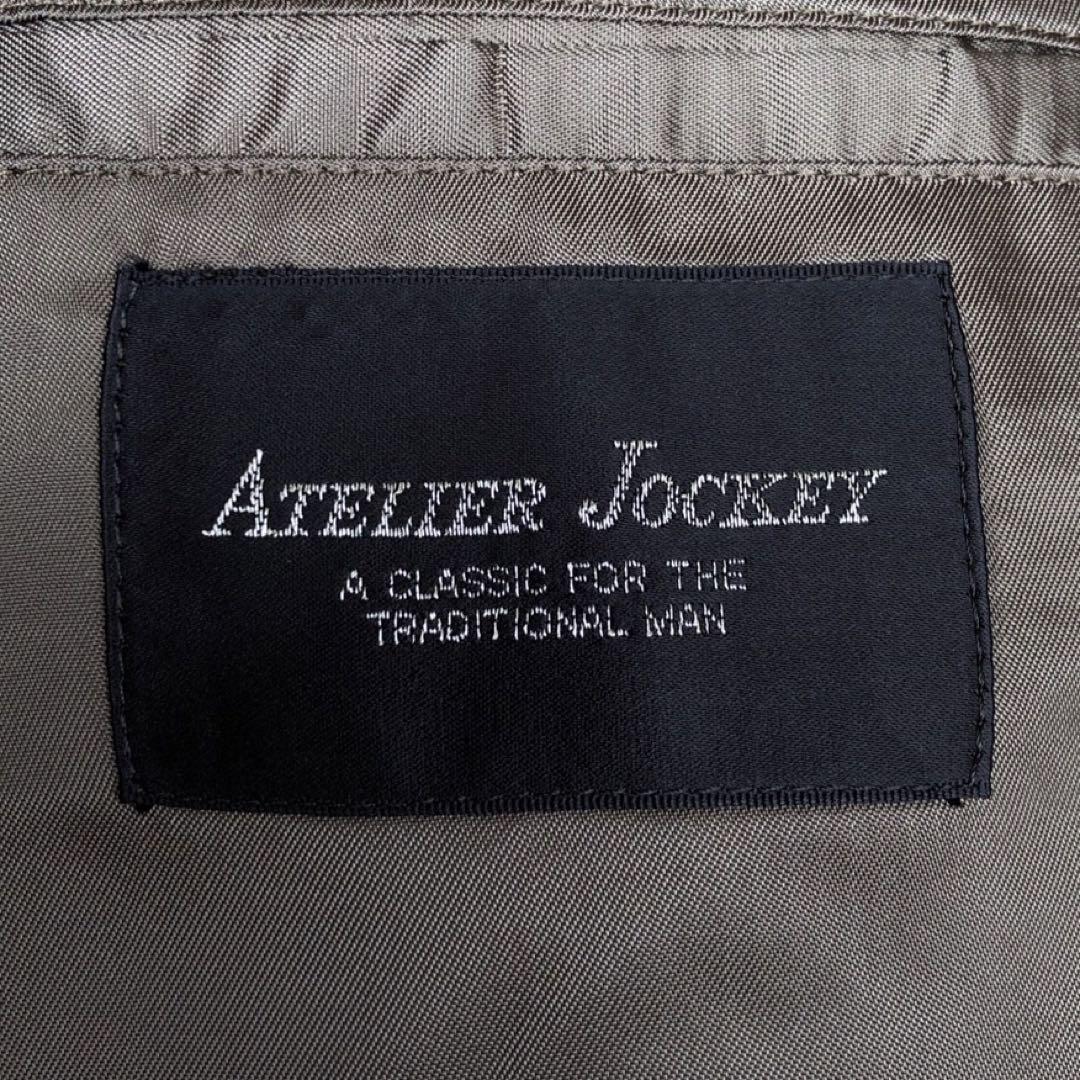 ATELIER JOCKEY
A CLASSIC FOR THE
TRADITIONAL MAN